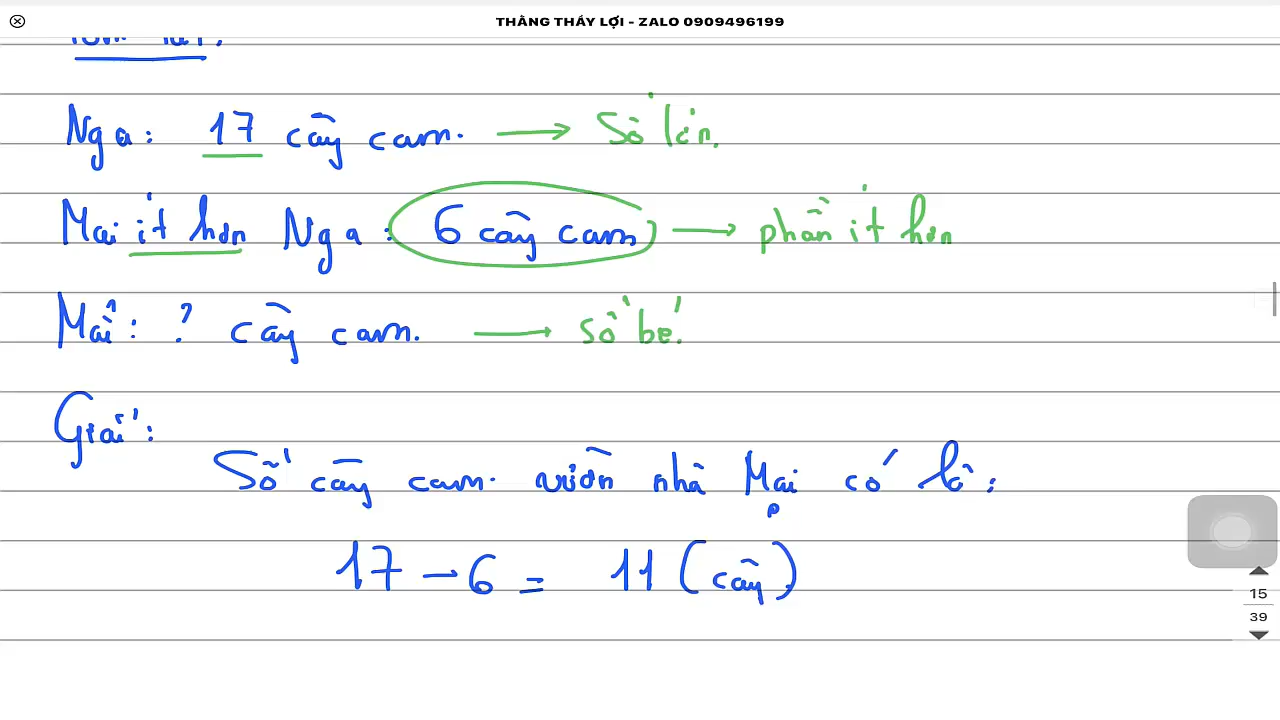 THẦNG THẦY LỢI - ZALO 0909496199
Nga: 17 cây cam. → Số lớn.
Mai ít hơn Nga: 6 cây cam → phần ít hơn
Mai: ? cây cam. → số bé.
Giải:
Số cây cam vườn nhà Mai có là:
17 - 6 = 11 (cây)
15
39